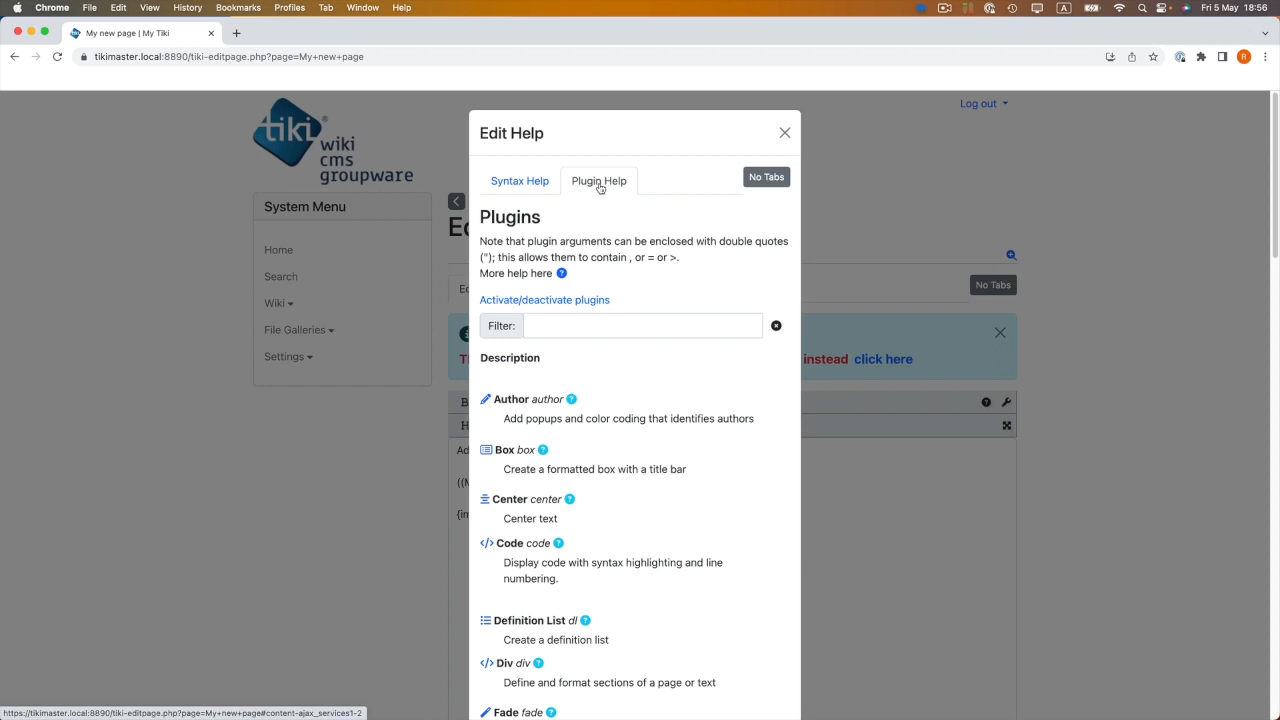 Chrome File Edit View History Bookmarks Profiles Tab Window Help
A
Fri 5 May 18:56
My new page | My Tiki
tikimaster.local:8890/tiki-editpage.php?page=My+new+page
R
Log out
tiki
wiki
cms
groupware
System Menu
Home
Search
Wiki
File Galleries
Settings
No Tabs
instead click here
Edit Help
Syntax Help
Plugin Help
No Tabs
Plugins
Note that plugin arguments can be enclosed with double quotes
("); this allows them to contain , or = or >.
More help here
Activate/deactivate plugins
Filter:
Description
Author author
Add popups and color coding that identifies authors
Box box
Create a formatted box with a title bar
Center center
Center text
Code code
Display code with syntax highlighting and line
numbering.
Definition List dl
Create a definition list
Div div
Define and format sections of a page or text
Fade fade
https://tikimaster.local:8890/tiki-editpage.php?page=My+new+page#content-ajax_services1-2